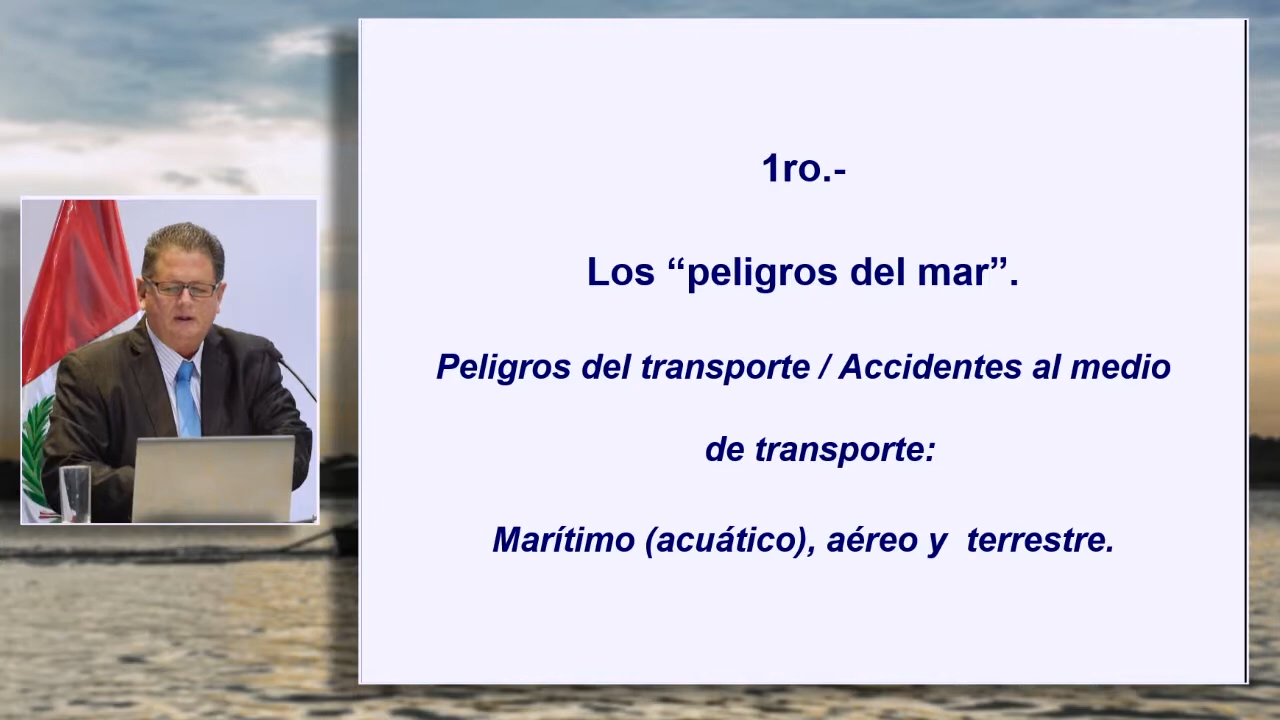 1ro.-
Los “peligros del mar”.
Peligros del transporte / Accidentes al medio
de transporte:
Marítimo (acuático), aéreo y  terrestre.